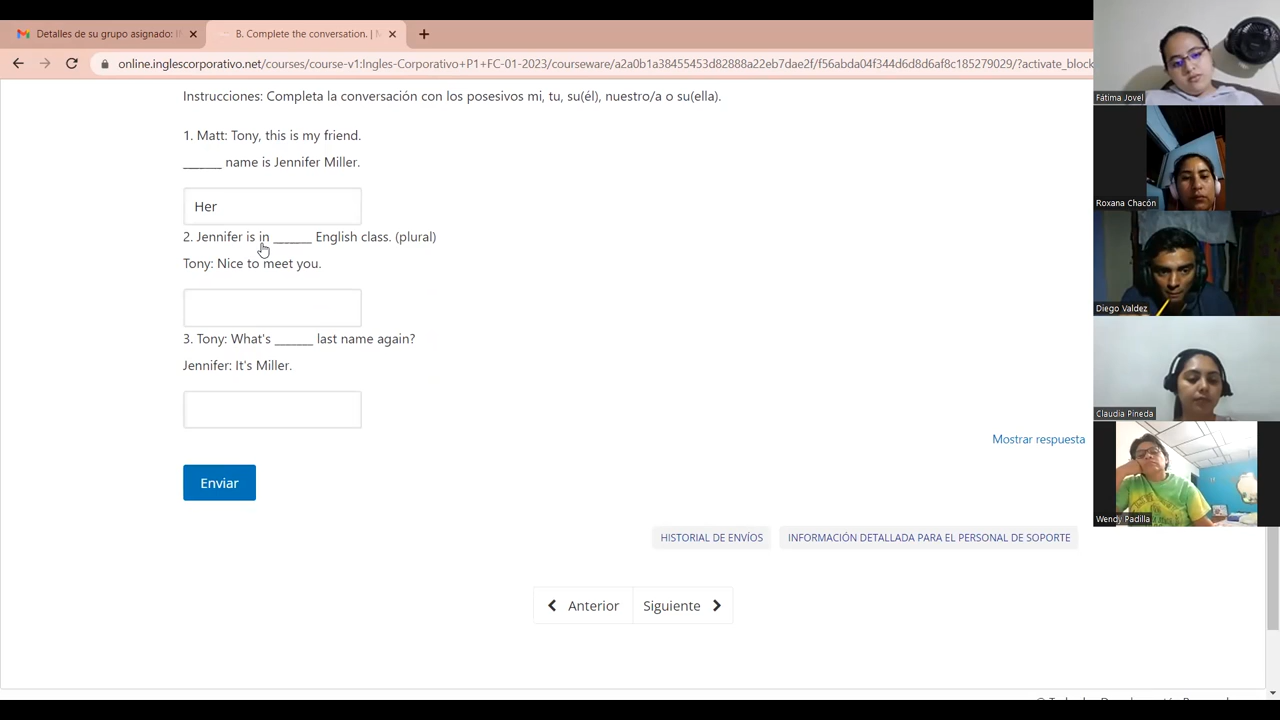 Detalles de su grupo asignado: I
B. Complete the conversation. |
online.inglescorporativo.net/courses/course-v1:Ingles-Corporativo+P1+FC-01-2023/courseware/a2a0b1a38455453d82888a22eb7dae2f/f56abda04f344d6d8d6af8c185279029/?activate_block
Instrucciones: Completa la conversación con los posesivos mi, tu, su(él), nuestro/a o su(ella).
1. Matt: Tony, this is my friend.
______ name is Jennifer Miller.
Her
2. Jennifer is in ______ English class. (plural)
Tony: Nice to meet you.
3. Tony: What's ______ last name again?
Jennifer: It's Miller.
Mostrar respuesta
Enviar
HISTORIAL DE ENVÍOS
INFORMACIÓN DETALLADA PARA EL PERSONAL DE SOPORTE
Anterior
Siguiente
Fátima Jovel
Roxana Chacón
Diego Valdez
Claudia Pineda
Wendy Padilla